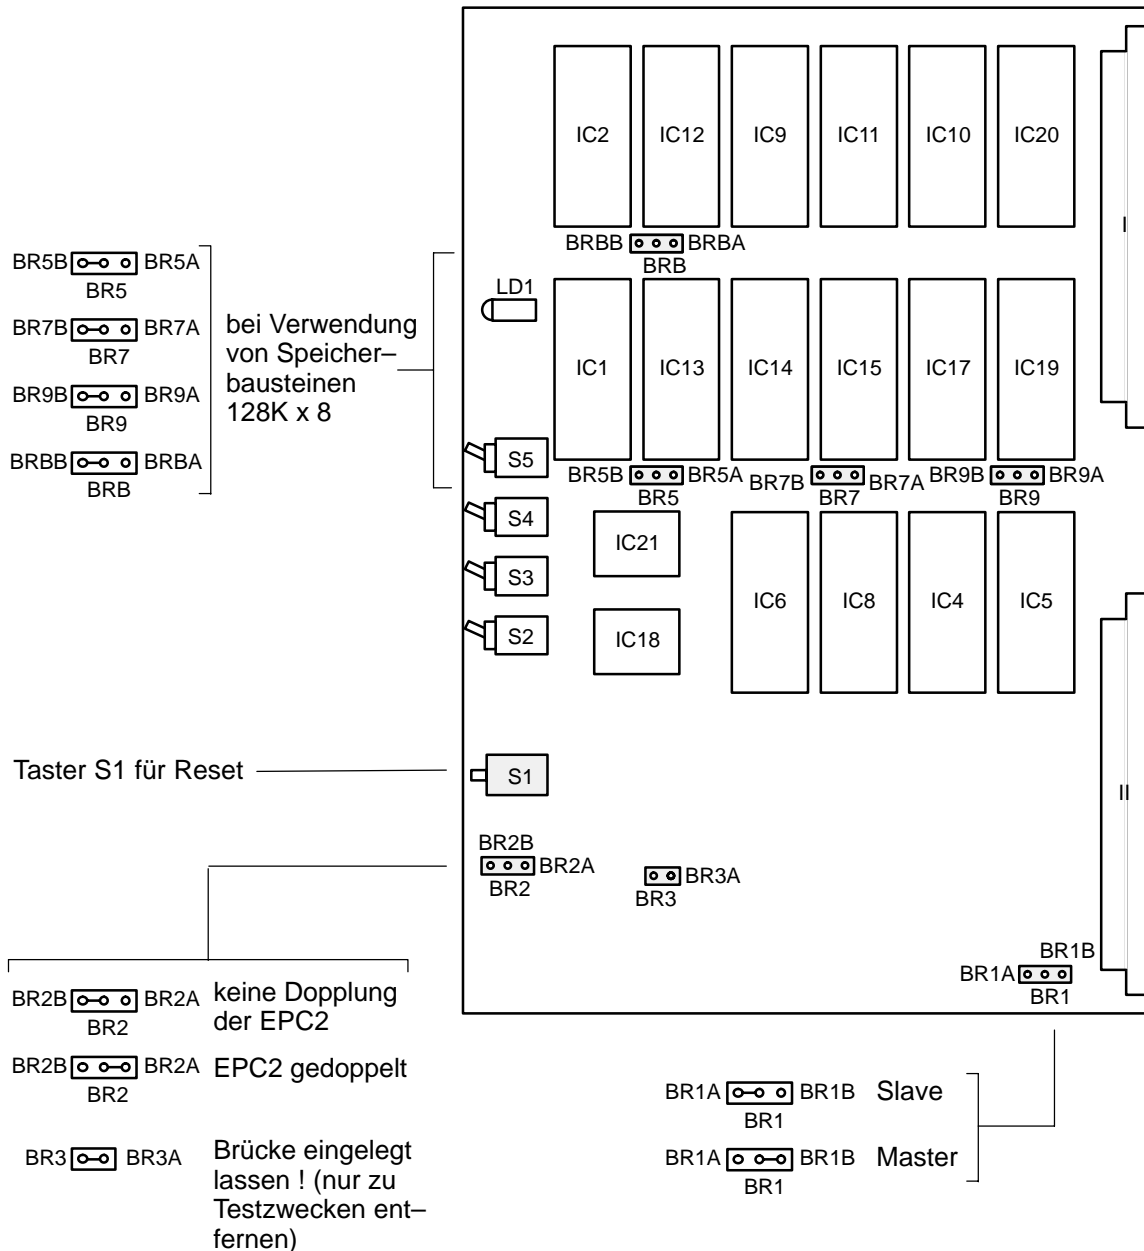 IC2 IC12 IC9 IC11 IC10 IC20
I
BRBB BRBA
BRB
BR5B BR5A
BR5
BR7B BR7A
BR7
BR9B BR9A
BR9
BRBB BRBA
BRB
bei Verwendung
von Speicher–
bausteinen
128K x 8
LD1
IC1 IC13 IC14 IC15 IC17 IC19
S5
BR5B BR5A
BR5
BR7B BR7A
BR7
BR9B BR9A
BR9
S4
S3
S2
IC21
IC18
IC6 IC8 IC4 IC5
II
Taster S1 für Reset
S1
BR2B
BR2A
BR2
BR3A
BR3
BR1B
BR1A
BR1
BR2B BR2A keine Dopplung
BR2 der EPC2
BR2B BR2A EPC2 gedoppelt
BR2
BR3 BR3A Brücke eingelegt
lassen ! (nur zu
Testzwecken ent–
fernen)
BR1A BR1B Slave
BR1
BR1A BR1B Master
BR1